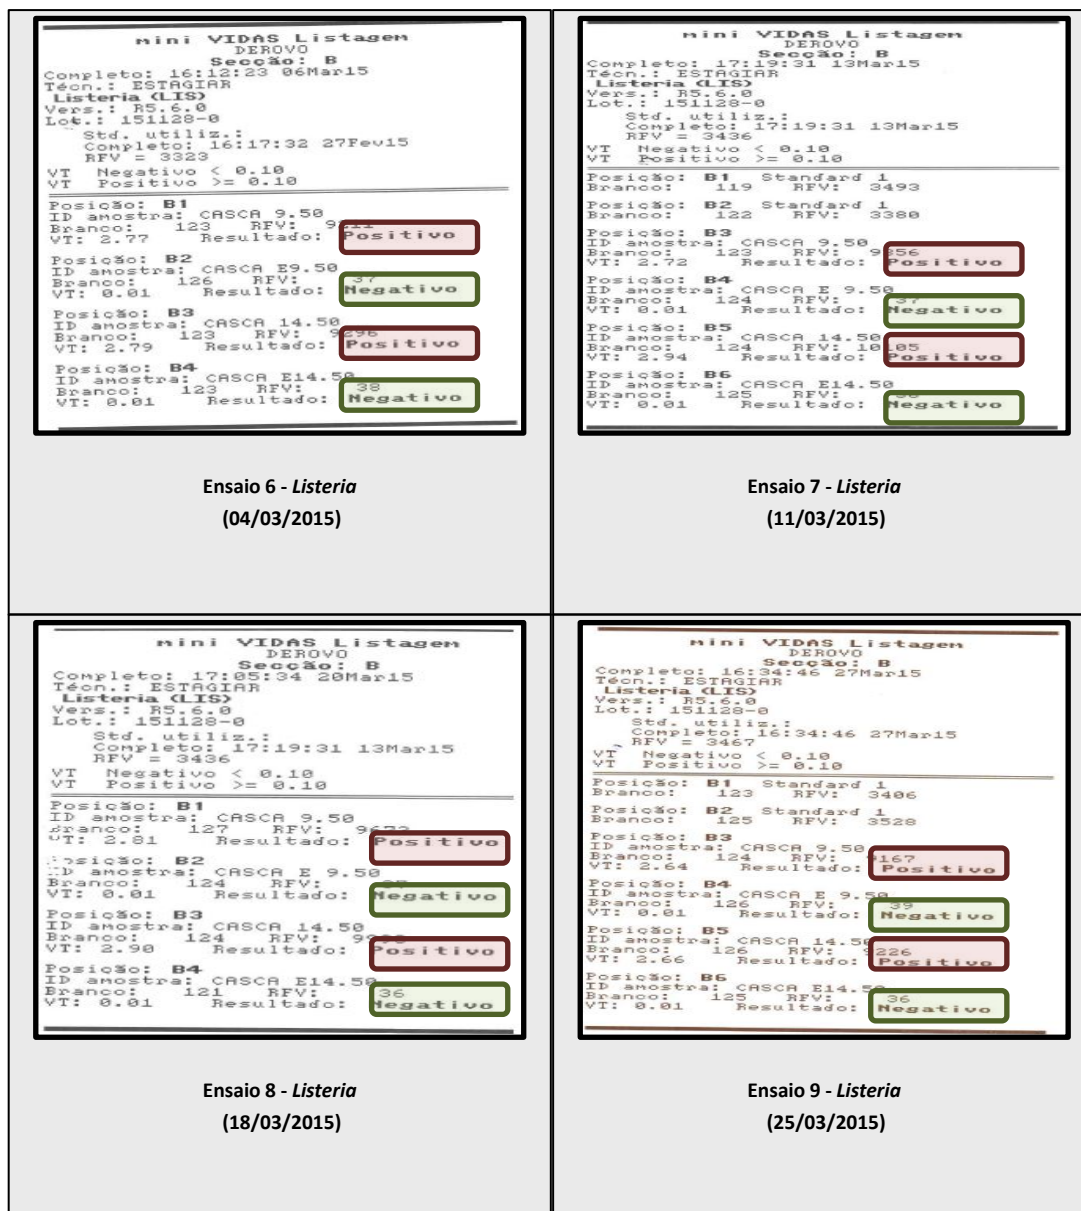 mini VIDAS Listagem
DEROVO
Secção: B
Completo: 16:12:23 06Mar15
Técn.: ESTAGIAR
Listeria (LIS)
Vers.: R5.6.0
Lot.: 151128-0
Std. utiliz.:
Completo: 16:17:32 27Fev15
RFV = 3323
VT Negativo < 0.10
VT Positivo >= 0.10
Posição: B1
ID amostra: CASCA 9.50
Branco: 123 RFV:
VT: 2.77 Resultado: Positivo
Posição: B2
ID amostra: CASCA E9.50
Branco: 126 RFV: 37
VT: 0.01 Resultado: Negativo
Posição: B3
ID amostra: CASCA 14.50
Branco: 123 RFV: 9296
VT: 2.79 Resultado: Positivo
Posição: B4
ID amostra: CASCA E14.50
Branco: 123 RFV: 38
VT: 0.01 Resultado: Negativo
Ensaio 6 - Listeria
(04/03/2015)
mini VIDAS Listagem
DEROVO
Secção: B
Completo: 17:19:31 13Mar15
Técn.: ESTAGIAR
Listeria (LIS)
Vers.: R5.6.0
Lot.: 151128-0
Std. utiliz.:
Completo: 17:19:31 13Mar15
RFV = 3436
VT Negativo < 0.10
VT Positivo >= 0.10
Posição: B1 Standard 1
Branco: 119 RFV: 3493
Posição: B2 Standard 1
Branco: 122 RFV: 3380
Posição: B3
ID amostra: CASCA 9.50
Branco: 123 RFV: 9356
VT: 2.72 Resultado: Positivo
Posição: B4
ID amostra: CASCA E 9.50
Branco: 124 RFV: 37
VT: 0.01 Resultado: Negativo
Posição: B5
ID amostra: CASCA 14.50
Branco: 124 RFV: 10105
VT: 2.94 Resultado: Positivo
Posição: B6
ID amostra: CASCA E14.50
Branco: 125 RFV:
VT: 0.01 Resultado: Negativo
Ensaio 7 - Listeria
(11/03/2015)
mini VIDAS Listagem
DEROVO
Secção: B
Completo: 17:05:34 20Mar15
Técn.: ESTAGIAR
Listeria (LIS)
Vers.: R5.6.0
Lot.: 151128-0
Std. utiliz.:
Completo: 17:19:31 13Mar15
RFV = 3436
VT Negativo < 0.10
VT Positivo >= 0.10
Posição: B1
ID amostra: CASCA 9.50
Branco: 127 RFV:
VT: 2.81 Resultado: Positivo
Posição: B2
ID amostra: CASCA E 9.50
Branco: 124 RFV:
VT: 0.01 Resultado: Negativo
Posição: B3
ID amostra: CASCA 14.50
Branco: 124 RFV:
VT: 2.90 Resultado: Positivo
Posição: B4
ID amostra: CASCA E14.50
Branco: 121 RFV: 36
VT: 0.01 Resultado: Negativo
Ensaio 8 - Listeria
(18/03/2015)
mini VIDAS Listagem
DEROVO
Secção: B
Completo: 16:34:46 27Mar15
Técn.: ESTAGIAR
Listeria (LIS)
Vers.: R5.6.0
Lot.: 151128-0
Std. utiliz.:
Completo: 16:34:46 27Mar15
RFV = 3467
VT Negativo < 0.10
VT Positivo >= 0.10
Posição: B1 Standard 1
Branco: 123 RFV: 3406
Posição: B2 Standard 1
Branco: 125 RFV: 3528
Posição: B3
ID amostra: CASCA 9.50
Branco: 124 RFV: 9167
VT: 2.64 Resultado: Positivo
Posição: B4
ID amostra: CASCA E 9.50
Branco: 126 RFV: 39
VT: 0.01 Resultado: Negativo
Posição: B5
ID amostra: CASCA 14.50
Branco: 126 RFV: 9226
VT: 2.66 Resultado: Positivo
Posição: B6
ID amostra: CASCA E14.50
Branco: 125 RFV: 36
VT: 0.01 Resultado: Negativo
Ensaio 9 - Listeria
(25/03/2015)